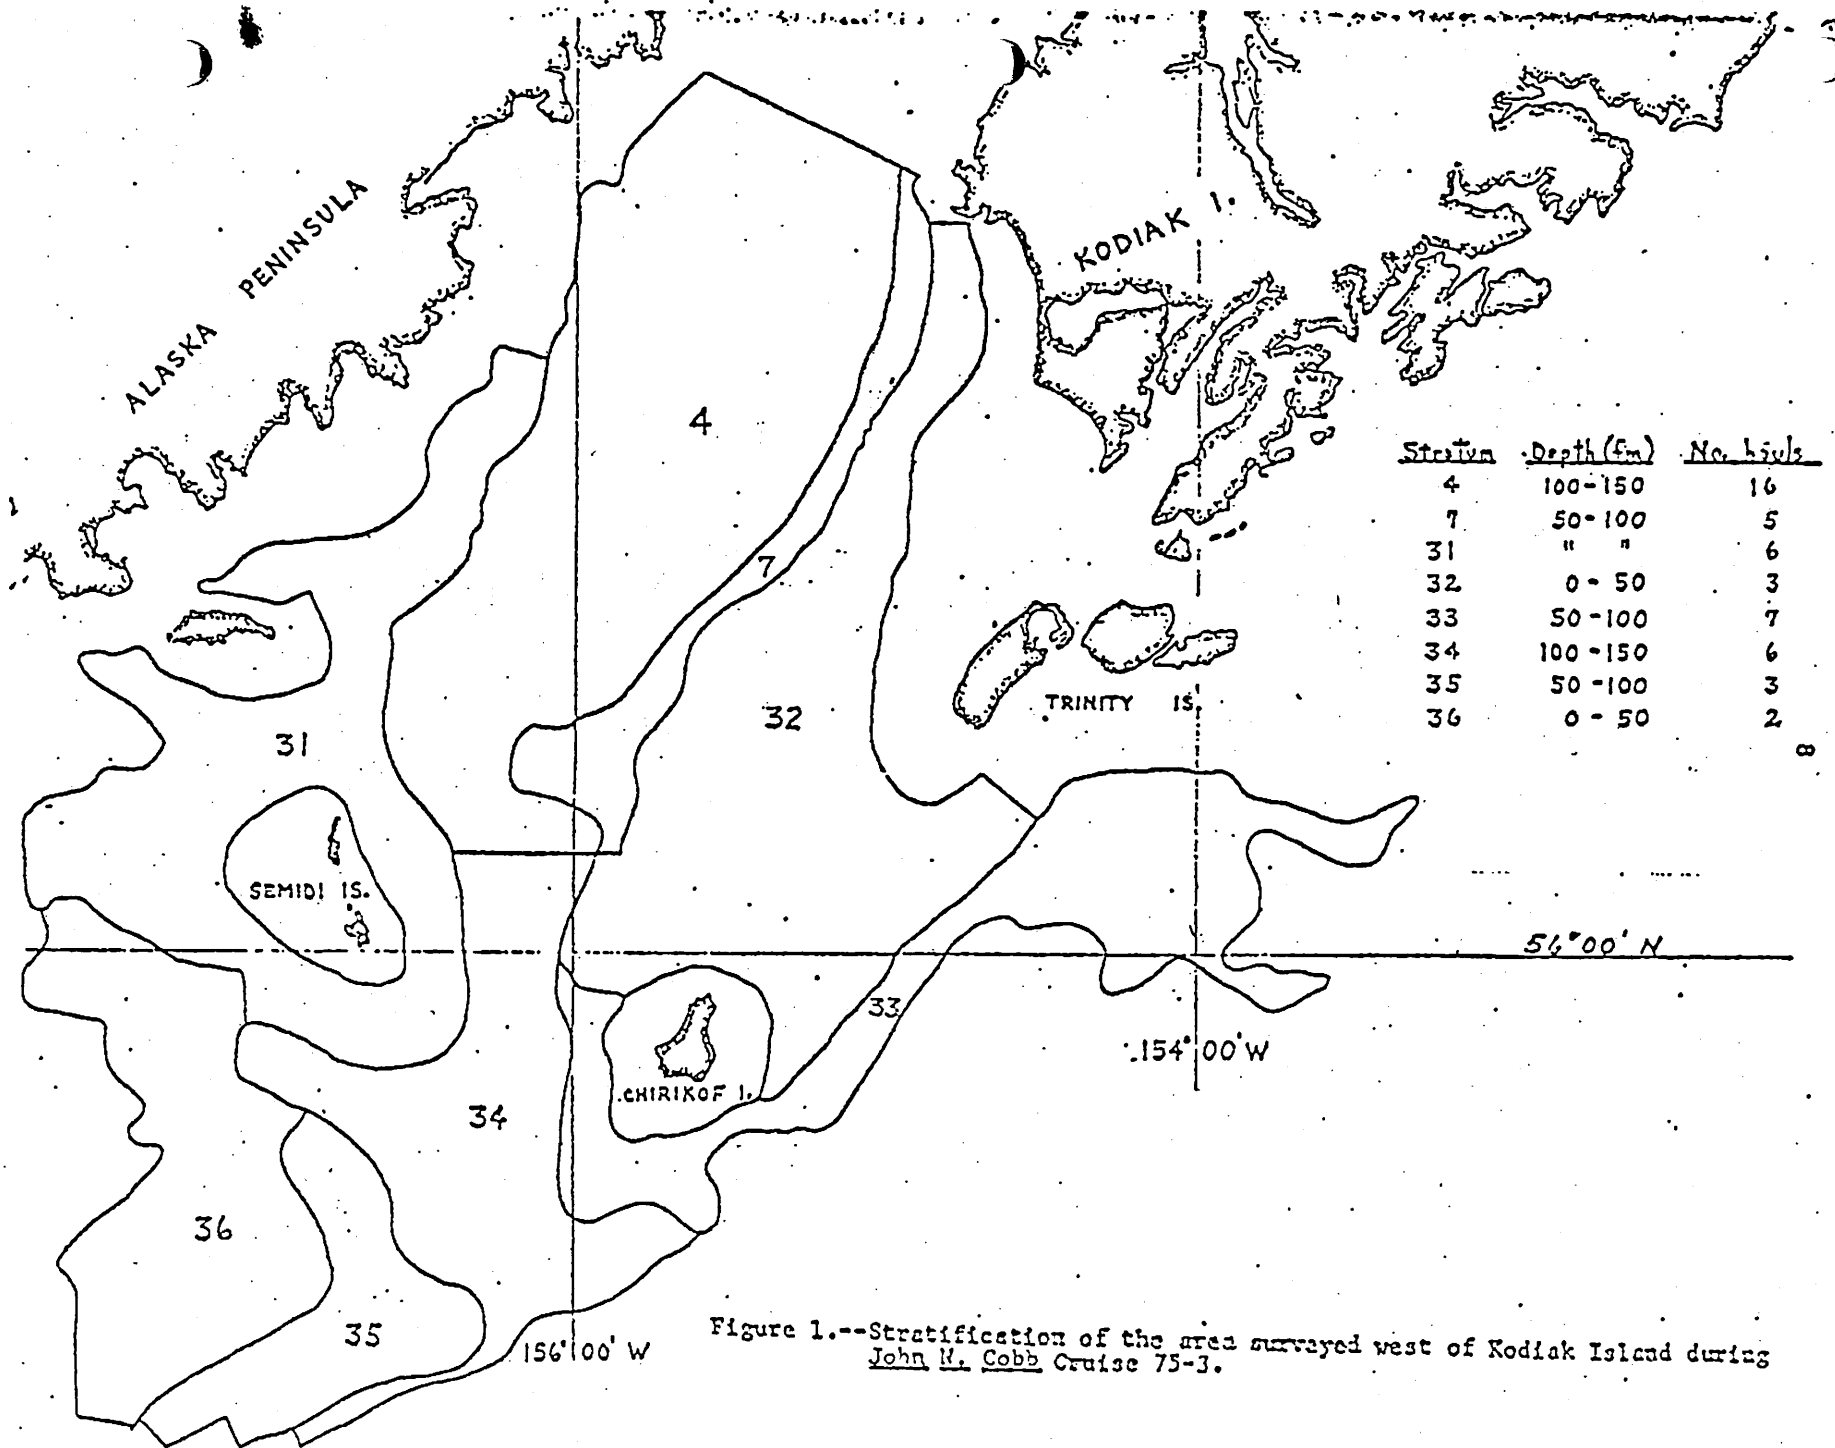 ALASKA PENINSULA
KODIAK I.
4
7
Stratum Depth (fm) No. hauls
4 100-150 16
7 50-100 5
31 " " 6
32 0-50 3
33 50-100 7
34 100-150 6
35 50-100 3
36 0-50 2
8
TRINITY IS.
32
31
SEMIDI IS.
56°00' N
33
154°00'W
CHIRIKOF I.
34
36
35
156°00' W
Figure 1.--Stratification of the area surveyed west of Kodiak Island during
John N. Cobb Cruise 75-3.